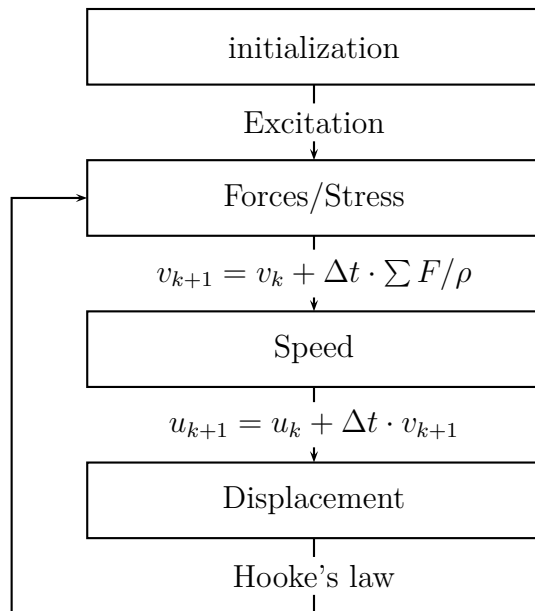 initialization
Excitation
Forces/Stress
v_{k+1} = v_k + Δt · ∑ F/ρ
Speed
u_{k+1} = u_k + Δt · v_{k+1}
Displacement
Hooke's law